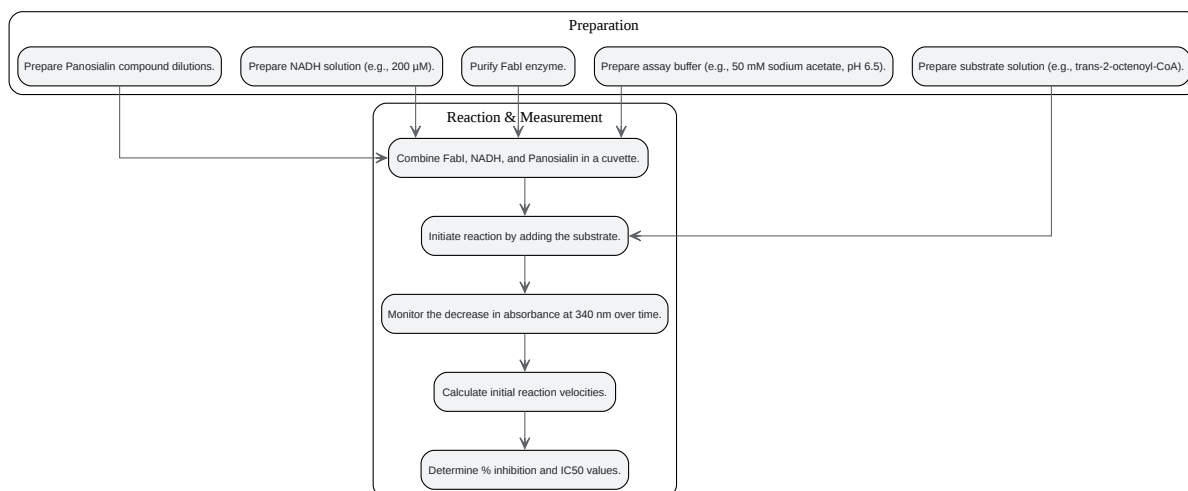 Preparation
Prepare Panosialin compound dilutions.
Prepare NADH solution (e.g., 200 µM).
Purify FabI enzyme.
Prepare assay buffer (e.g., 50 mM sodium acetate, pH 6.5).
Prepare substrate solution (e.g., trans-2-octenoyl-CoA).
Reaction & Measurement
Combine FabI, NADH, and Panosialin in a cuvette.
Initiate reaction by adding the substrate.
Monitor the decrease in absorbance at 340 nm over time.
Calculate initial reaction velocities.
Determine % inhibition and IC50 values.